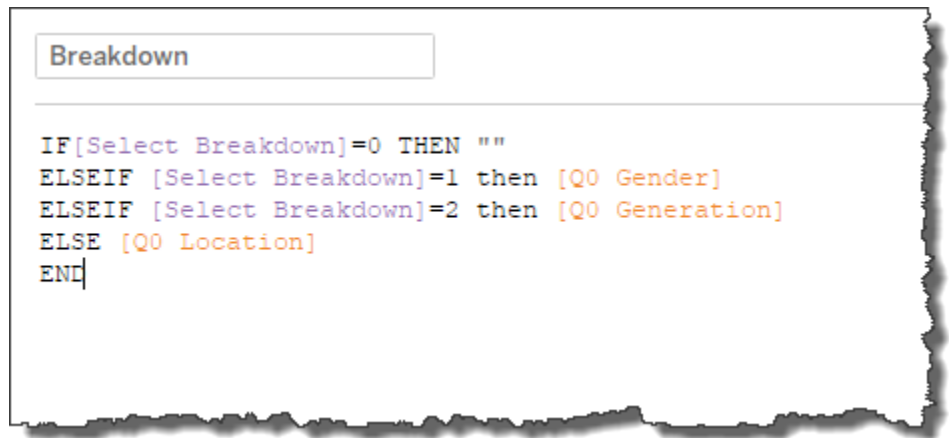 Breakdown
IF[Select Breakdown]=0 THEN ""
ELSEIF [Select Breakdown]=1 then [Q0 Gender]
ELSEIF [Select Breakdown]=2 then [Q0 Generation]
ELSE [Q0 Location]
END